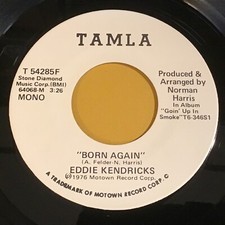 TAMLA
T 54285F
Stone Diamond
Music Corp.(BMI)
64068-M 3:26
MONO
Produced &
Arranged by
Norman
Harris
In Album
"Goin' Up In
Smoke"T6-346S1
"BORN AGAIN"
(A. Felder-N. Harris)
EDDIE KENDRICKS
©1976 Motown Record Corp.
A TRADEMARK OF MOTOWN RECORD CORP.